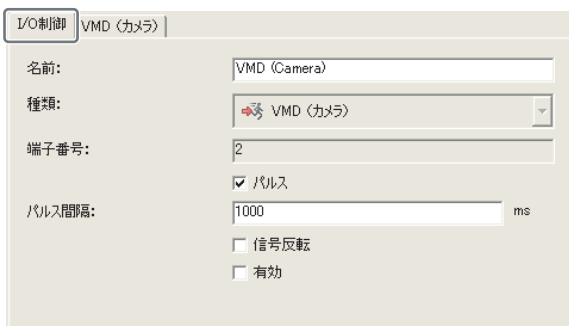 I/O制御 VMD（カメラ）
名前: VMD (Camera)
種類: VMD（カメラ）
端子番号: 2
パルス
パルス間隔: 1000 ms
信号反転
有効